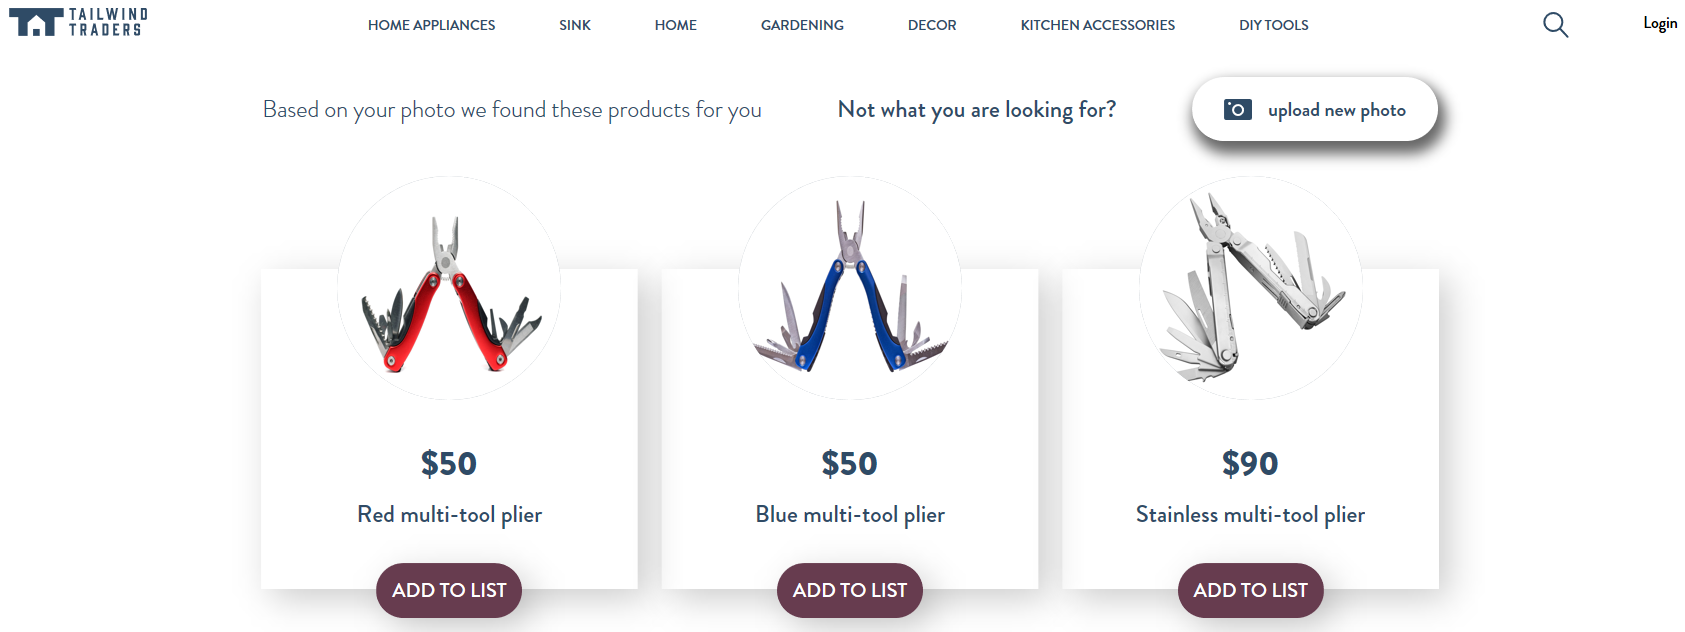 TAILWIND
TRADERS
HOME APPLIANCES SINK HOME GARDENING DECOR KITCHEN ACCESSORIES DIY TOOLS Login
Based on your photo we found these products for you Not what you are looking for? upload new photo
$50 $50 $90
Red multi-tool plier Blue multi-tool plier Stainless multi-tool plier
ADD TO LIST ADD TO LIST ADD TO LIST